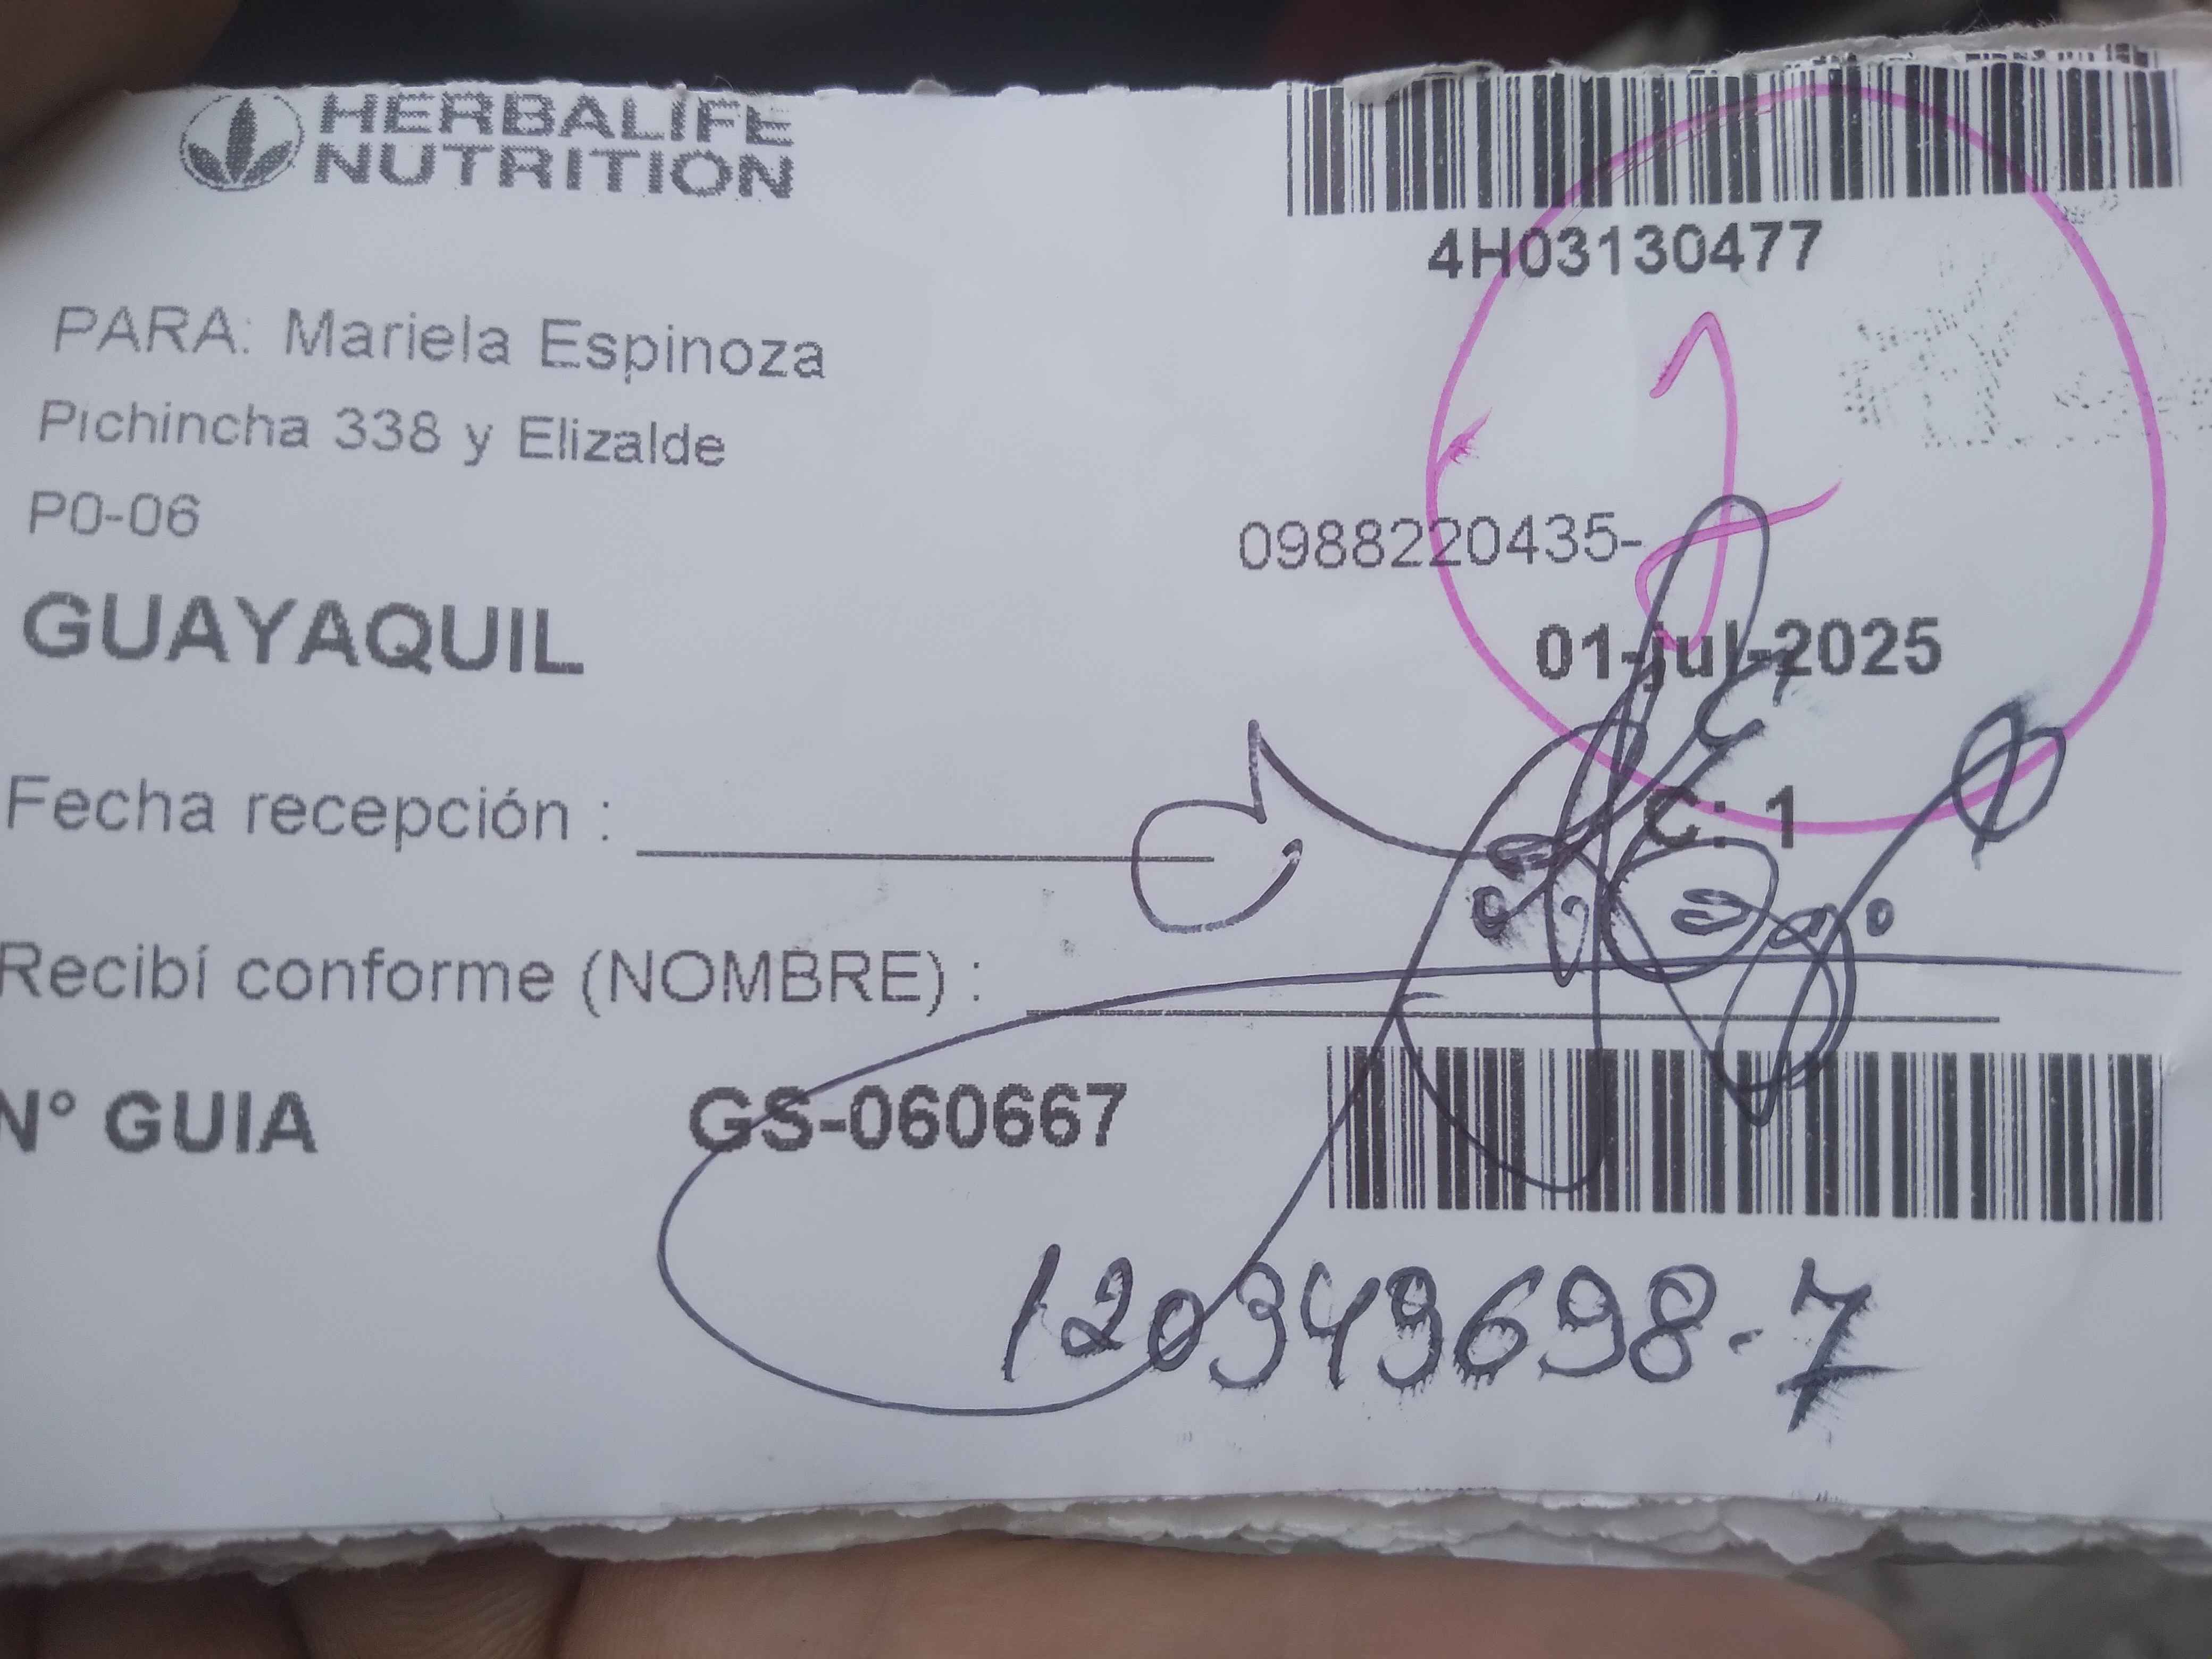 HERBALIFE
NUTRITION
4H03130477
PARA: Mariela Espinoza
Pichincha 338 y Elizalde
P0-06
0988220435-
GUAYAQUIL
01-jul-2025
Fecha recepción :
C: 1
Recibí conforme (NOMBRE) :
N° GUIA GS-060667
120349698-7